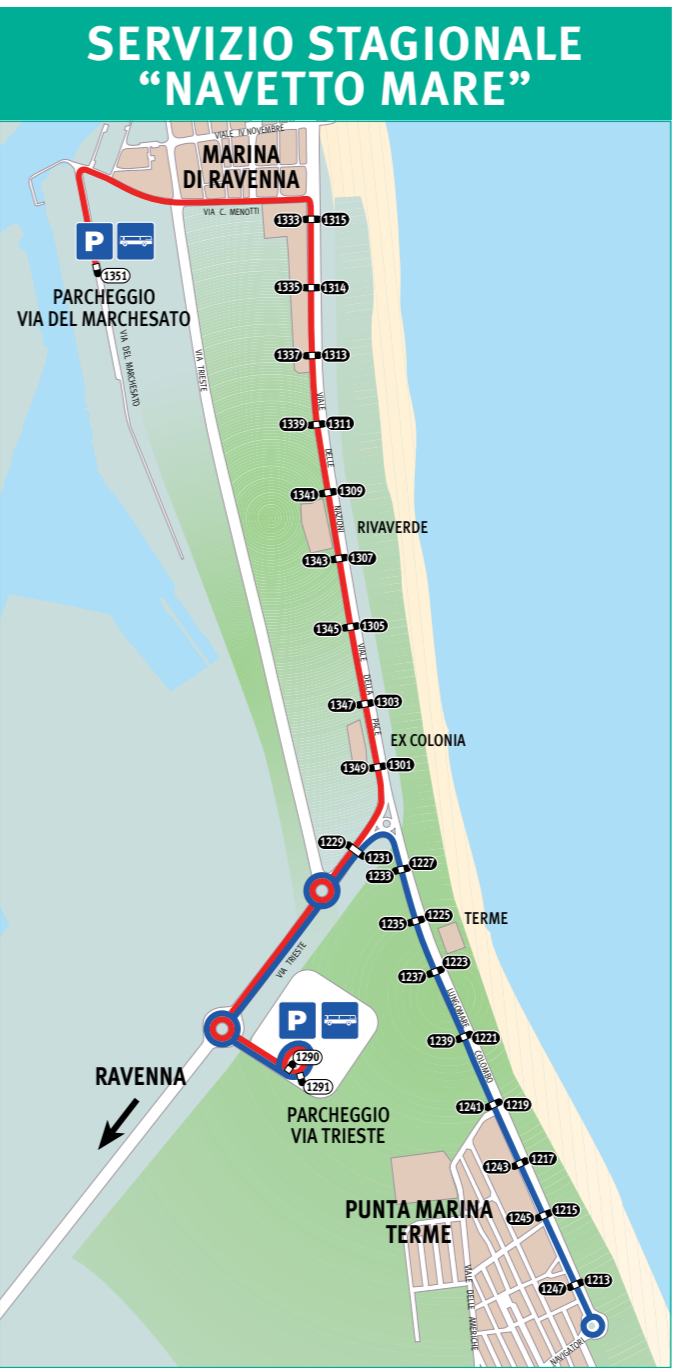 SERVIZIO STAGIONALE
“NAVETTO MARE”
VIALE IV NOVEMBRE
MARINA
DI RAVENNA
VIA C. MENOTTI
1333 1315
P
1351
PARCHEGGIO
VIA DEL MARCHESATO
1335 1314
VIA DEL MARCHESATO
VIA TRIESTE
1337 1313
VIALE DELLE NAZIONI
1339 1311
1341 1309
RIVAVERDE
1343 1307
1345 1305
VIALE DELLA PACE
1347 1303
EX COLONIA
1349 1301
1229
1231
1233 1227
1235 1225
TERME
1237 1223
VIA TRIESTE
LUNGOMARE COLOMBO
P
1239 1221
1290
1291
RAVENNA
PARCHEGGIO
VIA TRIESTE
1241 1219
1243 1217
PUNTA MARINA
TERME
1245 1215
1247 1213
VIALE DELLE AMERICHE
NAVIGATORI